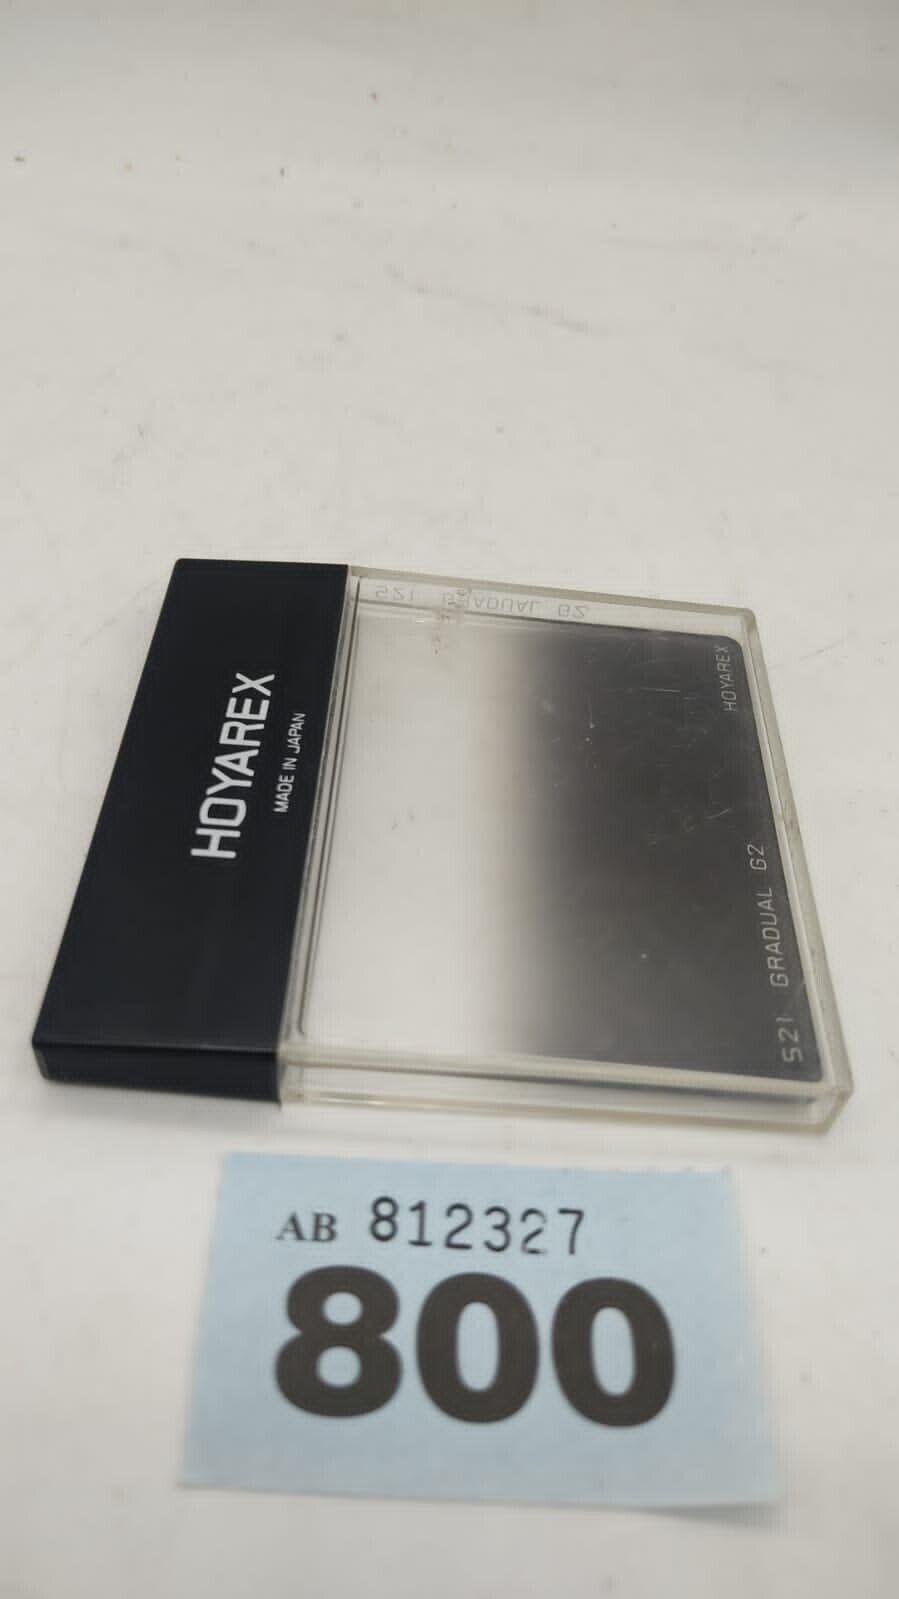 HOYAREX
MADE IN JAPAN
S21 GRADUAL G2
HOYAREX
S21 GRADUAL G2
AB 812327
800